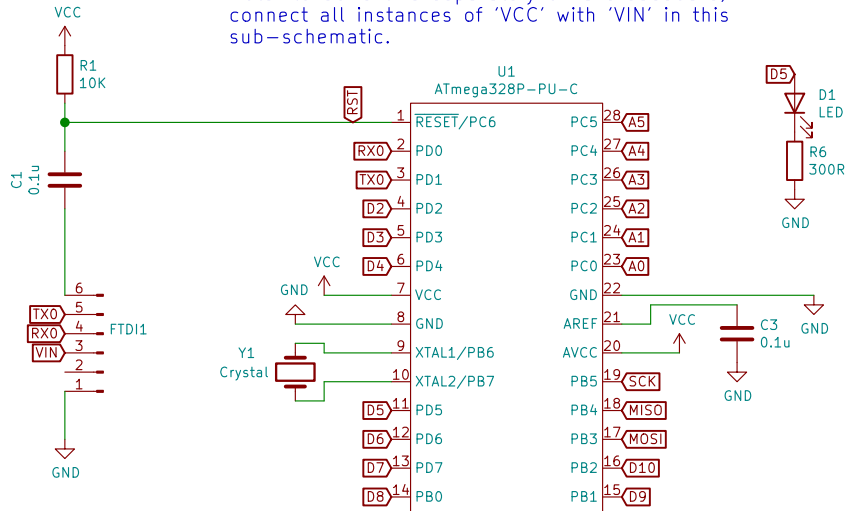 connect all instances of 'VCC' with 'VIN' in this
sub-schematic.
VCC
R1
10K
RST
C1
0.1u
6
5
4
3
2
1
TX0
RX0
VIN
FTDI1
GND
U1
ATmega328P-PU-C
1 RESET/PC6
RX0 2 PD0
TX0 3 PD1
D2 4 PD2
D3 5 PD3
D4 6 PD4
VCC
7 VCC
GND
8 GND
9 XTAL1/PB6
Y1
Crystal
10 XTAL2/PB7
D5 11 PD5
D6 12 PD6
D7 13 PD7
D8 14 PB0
PC5 28 A5
PC4 27 A4
PC3 26 A3
PC2 25 A2
PC1 24 A1
PC0 23 A0
GND 22
GND
AREF 21
VCC
AVCC 20
C3
0.1u
GND
PB5 19 SCK
PB4 18 MISO
PB3 17 MOSI
PB2 16 D10
PB1 15 D9
D5
D1
LED
R6
300R
GND